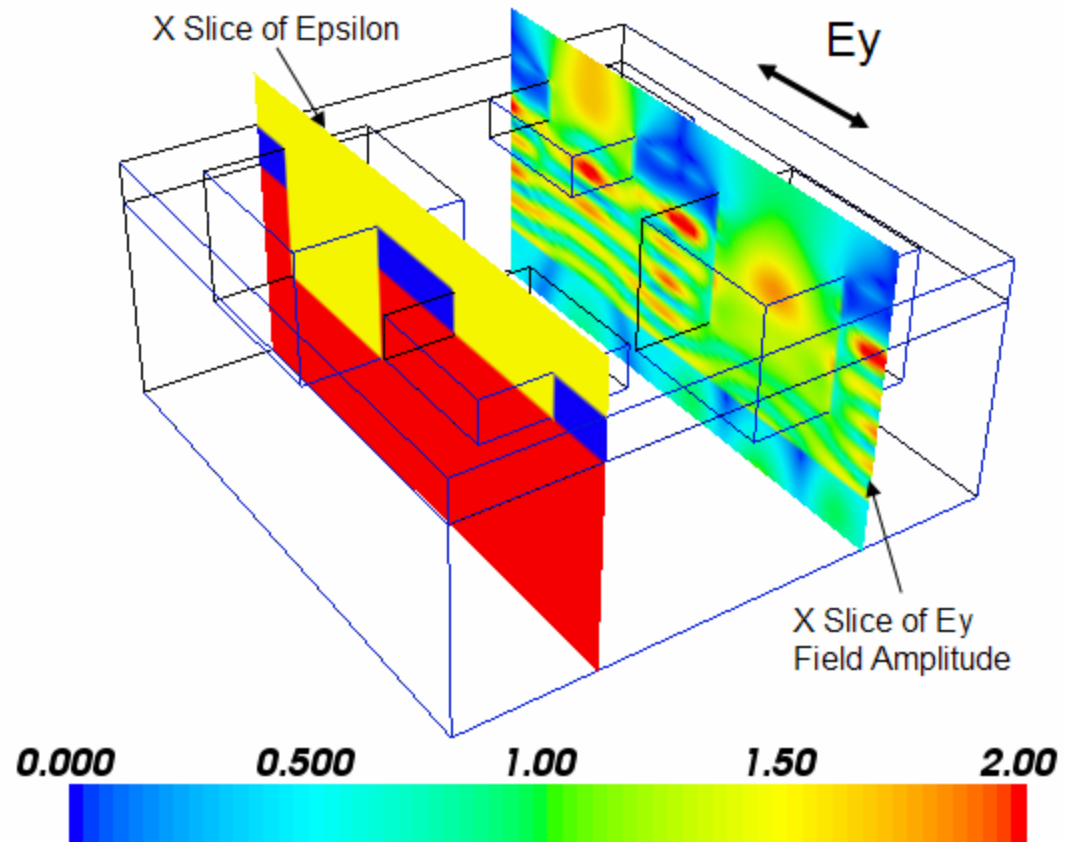 X Slice of Epsilon
Ey
X Slice of Ey
Field Amplitude
0.000 0.500 1.00 1.50 2.00